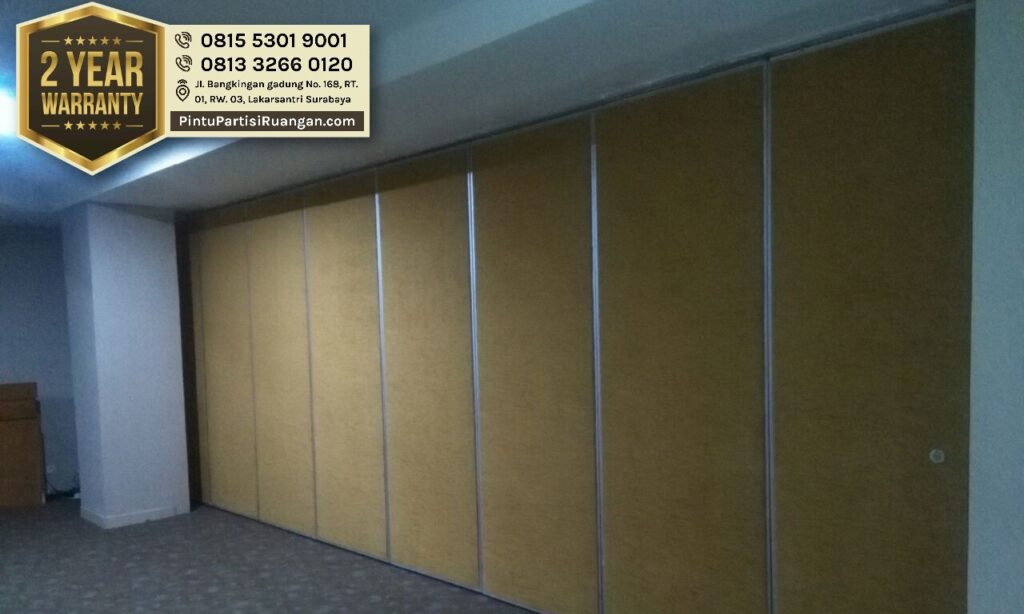 2 YEAR
WARRANTY
0815 5301 9001
0813 3266 0120
Jl. Bangkingan gadung No. 168, RT.
01, RW. 03, Lakarsantri Surabaya
PintuPartisiRuangan.com